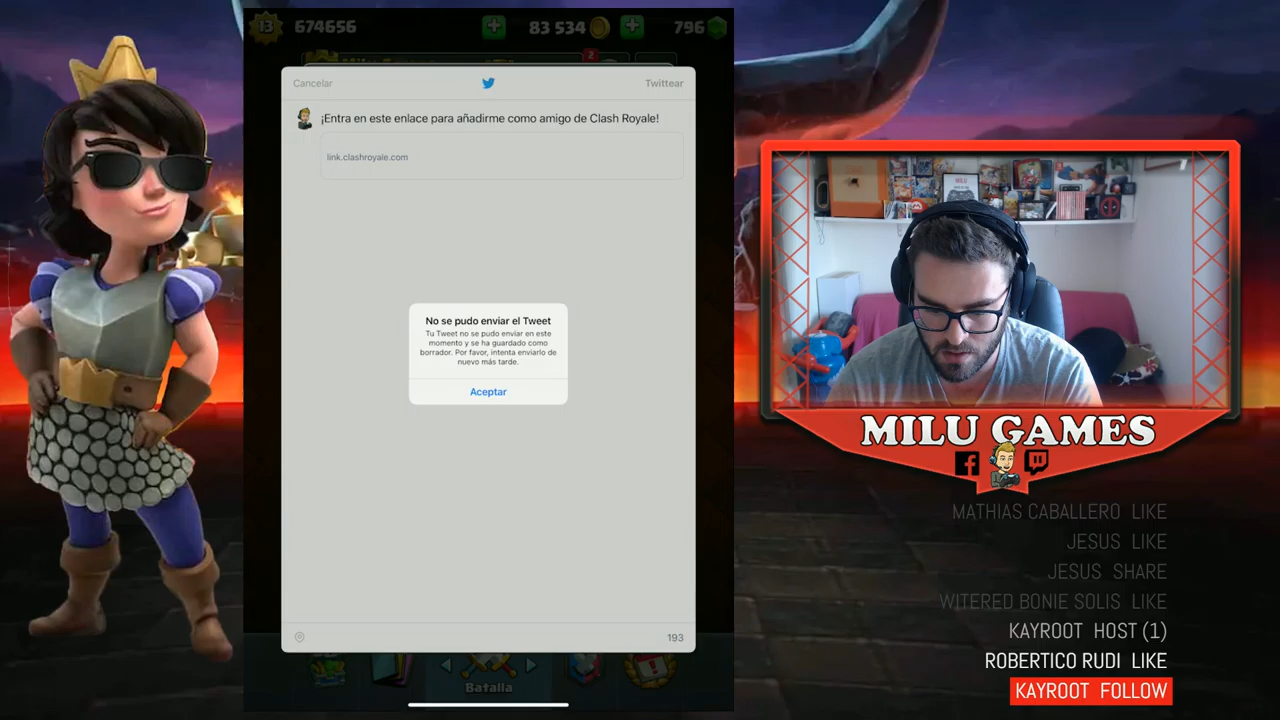 13 674656
83 534
796
2
Cancelar
Twittear
¡Entra en este enlace para añadirme como amigo de Clash Royale!
link.clashroyale.com
No se pudo enviar el Tweet
Tu Tweet no se pudo enviar en este
momento y se ha guardado como
borrador. Por favor, intenta enviarlo de
nuevo más tarde.
Aceptar
193
Batalla
MILU GAMES
MATHIAS CABALLERO LIKE
JESUS LIKE
JESUS SHARE
WITERED BONIE SOLIS LIKE
KAYROOT HOST (1)
ROBERTICO RUDI LIKE
KAYROOT FOLLOW